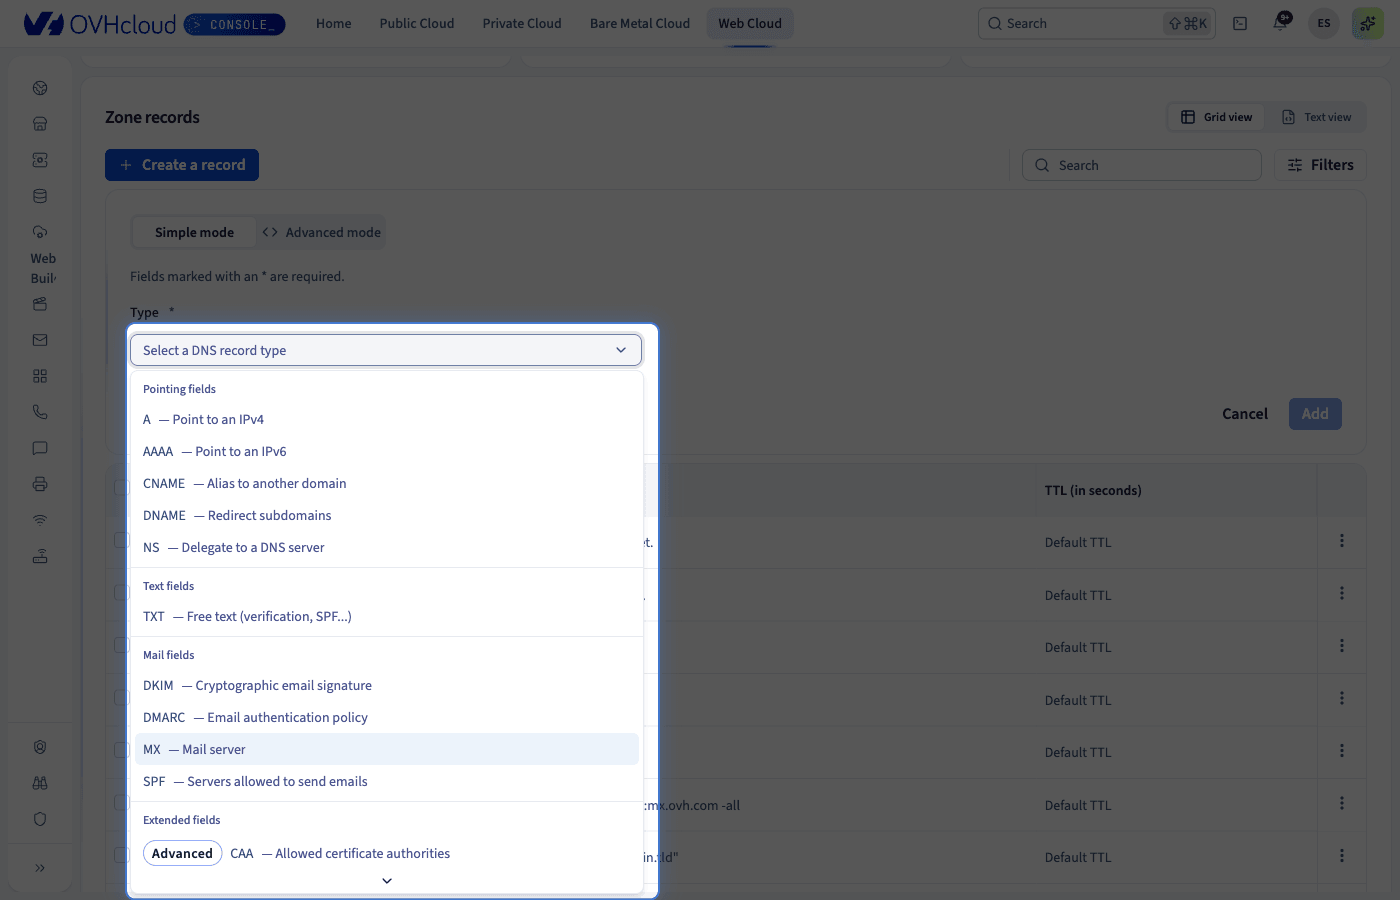 OVHcloud
> CONSOLE_
Home
Public Cloud
Private Cloud
Bare Metal Cloud
Web Cloud
Search
⇧⌘K
9+
ES
Web
Zone records
Grid view
Text view
+ Create a record
Search
Filters
Simple mode
<> Advanced mode
Fields marked with an * are required.
Type *
Select a DNS record type
Pointing fields
A — Point to an IPv4
AAAA — Point to an IPv6
CNAME — Alias to another domain
DNAME — Redirect subdomains
NS — Delegate to a DNS server
Text fields
TXT — Free text (verification, SPF...)
Mail fields
DKIM — Cryptographic email signature
DMARC — Email authentication policy
MX — Mail server
SPF — Servers allowed to send emails
Extended fields
Advanced CAA — Allowed certificate authorities
Cancel
Add
TTL (in seconds)
Default TTL
Default TTL
Default TTL
Default TTL
Default TTL
:mx.ovh.com -all
Default TTL
in.tld"
Default TTL